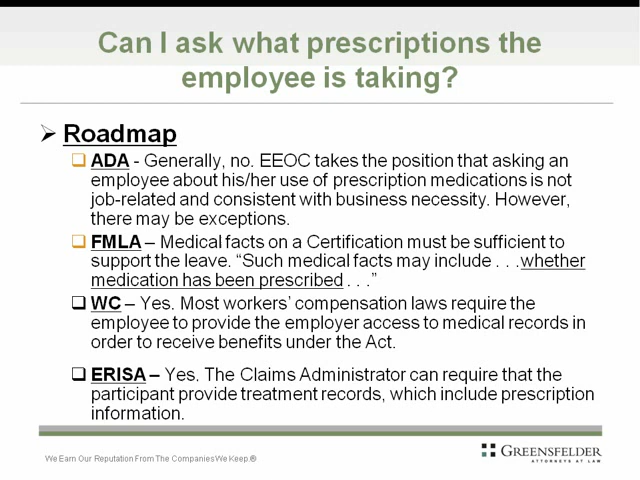 Can I ask what prescriptions the
employee is taking?
Roadmap
ADA - Generally, no. EEOC takes the position that asking an
employee about his/her use of prescription medications is not
job-related and consistent with business necessity. However,
there may be exceptions.
FMLA – Medical facts on a Certification must be sufficient to
support the leave. “Such medical facts may include . . .whether
medication has been prescribed . . .”
WC – Yes. Most workers’ compensation laws require the
employee to provide the employer access to medical records in
order to receive benefits under the Act.
ERISA – Yes. The Claims Administrator can require that the
participant provide treatment records, which include prescription
information.
We Earn Our Reputation From The Companies We Keep.®
GREENSFELDER
ATTORNEYS AT LAW